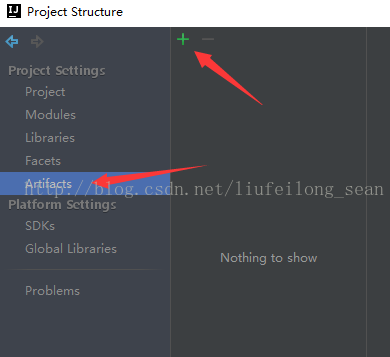 IJ Project Structure
Project Settings
Project
Modules
Libraries
Facets
Artifacts
http://blog.csdn.net/liufeilong_sean
Platform Settings
SDKs
Global Libraries
Nothing to show
Problems